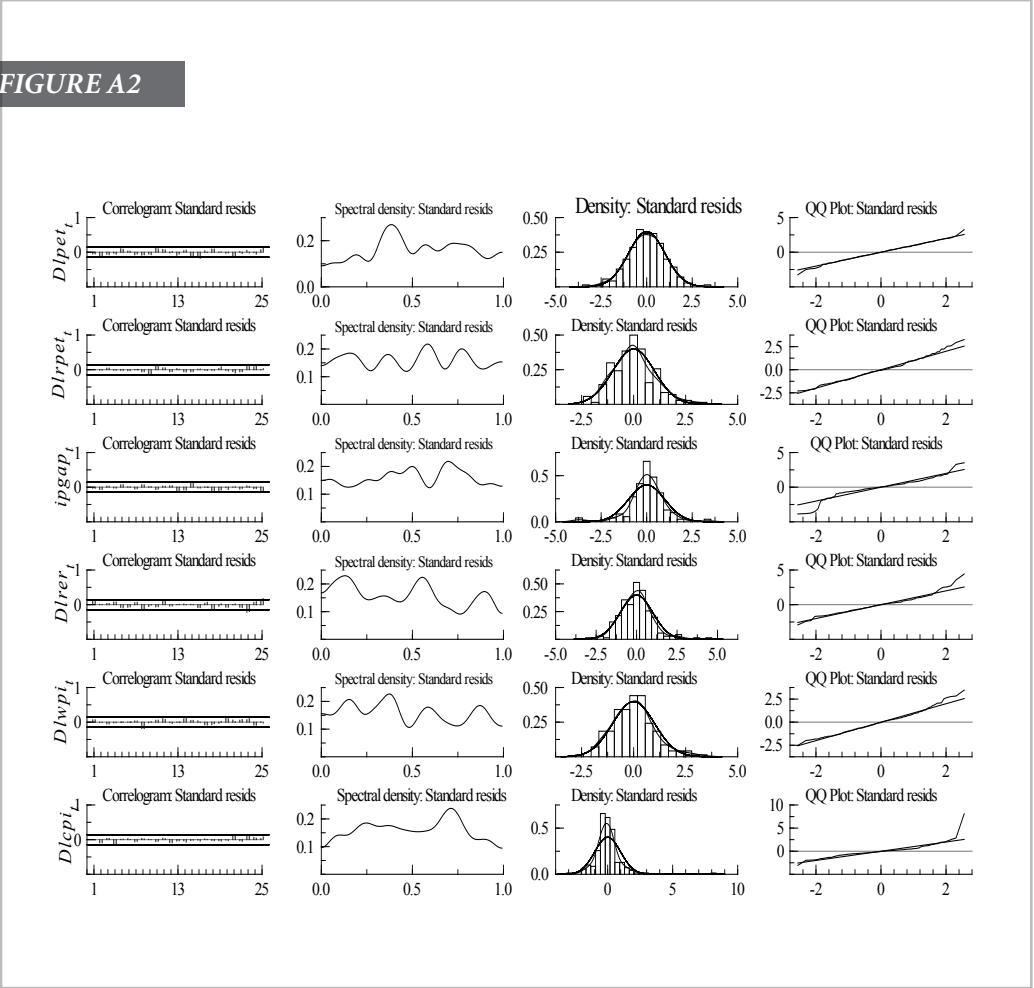 FIGURE A2
Correlogram: Standard resids
Spectral density: Standard resids
Density: Standard resids
QQ Plot: Standard resids
Dlpet t
1
0
1 13 25
0.2
0.0
0.0 0.5 1.0
0.50
0.25
-5.0 -2.5 0.0 2.5 5.0
5
0
-2 0 2
Correlogram: Standard resids
Spectral density: Standard resids
Density: Standard resids
QQ Plot: Standard resids
Dlrpet t
1
0
1 13 25
0.2
0.1
0.0 0.5 1.0
0.50
0.25
-2.5 0.0 2.5 5.0
2.5
0.0
-2.5
-2 0 2
Correlogram: Standard resids
Spectral density: Standard resids
Density: Standard resids
QQ Plot: Standard resids
ipgap t
1
0
1 13 25
0.2
0.1
0.0 0.5 1.0
0.5
0.0
-5.0 -2.5 0.0 2.5 5.0
5
0
-2 0 2
Correlogram: Standard resids
Spectral density: Standard resids
Density: Standard resids
QQ Plot: Standard resids
Dlrer t
1
0
1 13 25
0.2
0.1
0.0 0.5 1.0
0.50
0.25
-5.0 -2.5 0.0 2.5 5.0
5
0
-2 0 2
Correlogram: Standard resids
Spectral density: Standard resids
Density: Standard resids
QQ Plot: Standard resids
Dlwpi t
1
0
1 13 25
0.2
0.1
0.0 0.5 1.0
0.50
0.25
-2.5 0.0 2.5 5.0
2.5
0.0
-2.5
-2 0 2
Correlogram: Standard resids
Spectral density: Standard resids
Density: Standard resids
QQ Plot: Standard resids
Dlcpi t
1
0
1 13 25
0.2
0.1
0.0 0.5 1.0
0.5
0.0
0 5 10
10
5
0
-2 0 2